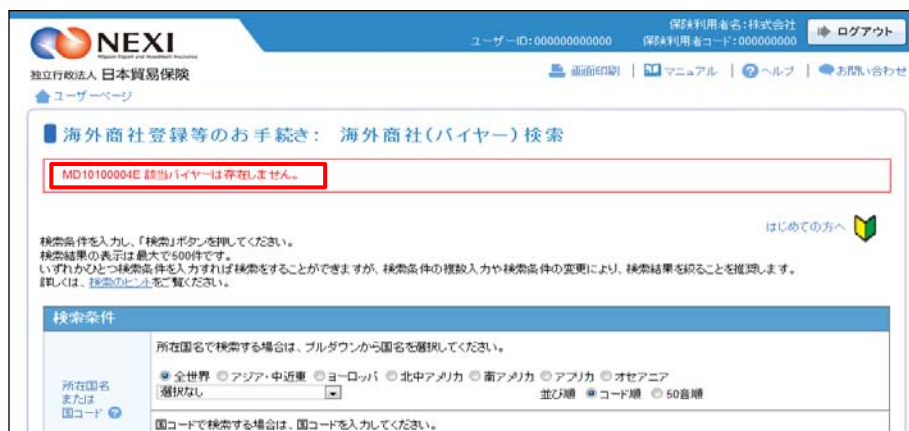 NEXI
Nippon Export and Investment Insurance
独立行政法人 日本貿易保険
ユーザーID:000000000000
保険利用者名:株式会社
保険利用者コード:000000000
ログアウト
画面印刷 | マニュアル | ヘルプ | お問い合わせ
ユーザーページ
海外商社登録等のお手続き: 海外商社(バイヤー)検索
MD10100004E 該当バイヤーは存在しません。
はじめての方へ
検索条件を入力し、「検索」ボタンを押してください。
検索結果の表示は最大で500件です。
いずれかひとつ検索条件を入力すれば検索をすることができますが、検索条件の複数入力や検索条件の変更により、検索結果を絞ることを推奨します。
詳しくは、検索のヒントをご覧ください。
検索条件
所在国名
または
国コード
所在国名で検索する場合は、プルダウンから国名を選択してください。
全世界 アジア・中近東 ヨーロッパ 北中アメリカ 南アメリカ アフリカ オセアニア
選択なし
並び順 コード順 50音順
国コードで検索する場合は、国コードを入力してください。